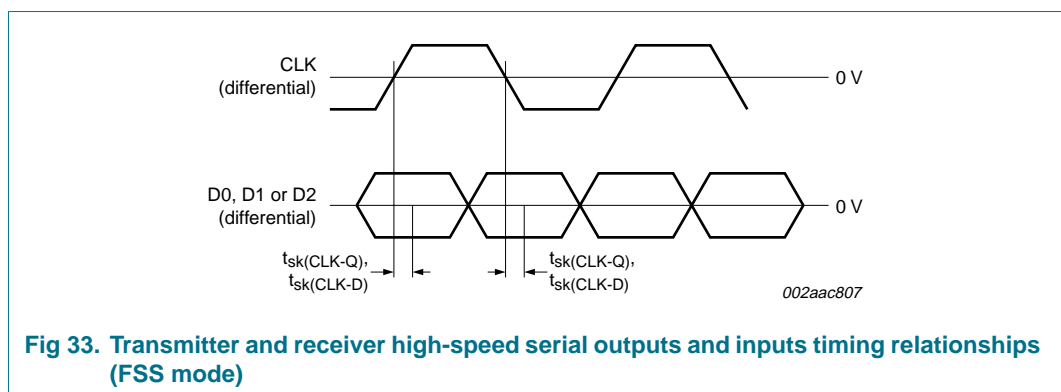 CLK
(differential)
0 V
D0, D1 or D2
(differential)
0 V
tsk(CLK-Q),
tsk(CLK-D)
tsk(CLK-Q),
tsk(CLK-D)
002aac807
Fig 33. Transmitter and receiver high-speed serial outputs and inputs timing relationships
(FSS mode)